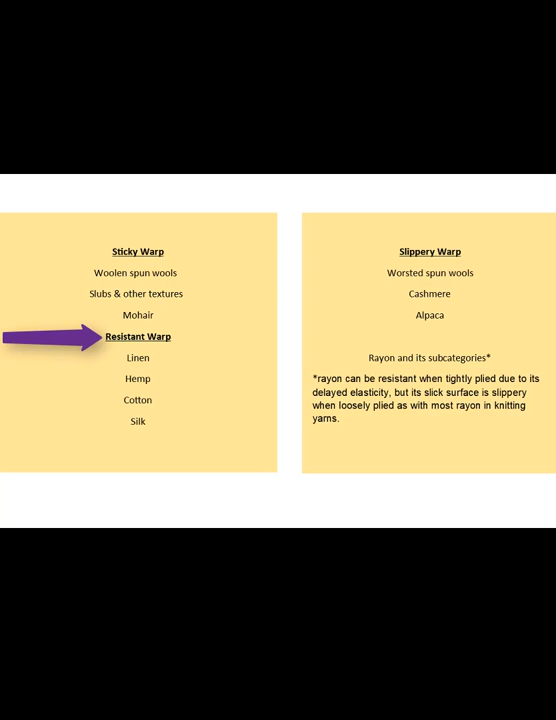 Sticky Warp
Woolen spun wools
Slubs & other textures
Mohair
Resistant Warp
Linen
Hemp
Cotton
Silk
Slippery Warp
Worsted spun wools
Cashmere
Alpaca
Rayon and its subcategories*
*rayon can be resistant when tightly plied due to its
delayed elasticity, but its slick surface is slippery
when loosely plied as with most rayon in knitting
yarns.